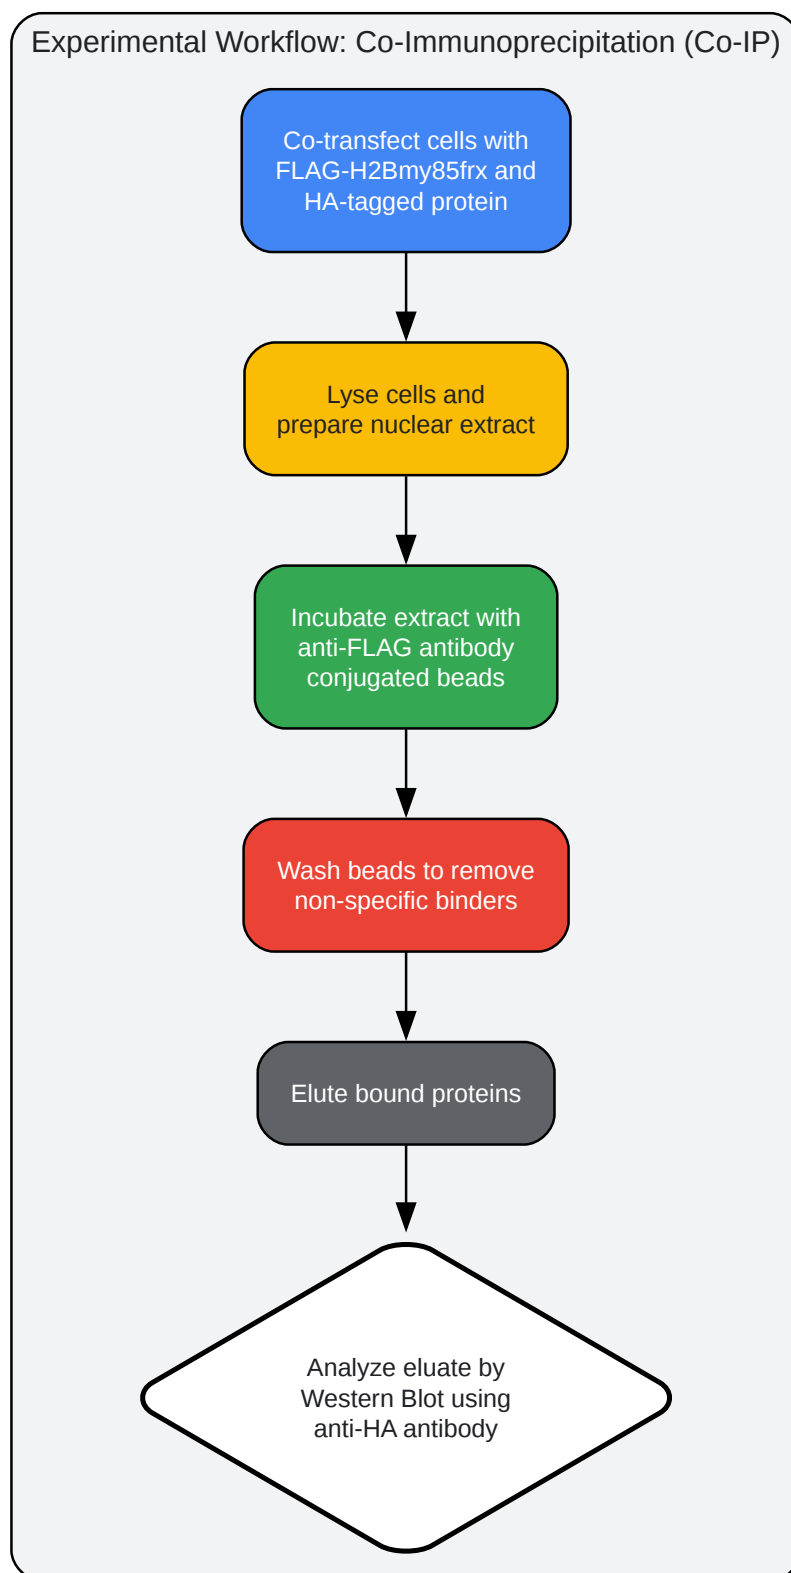 Experimental Workflow: Co-Immunoprecipitation (Co-IP)
Co-transfect cells with
FLAG-H2Bmy85frx and
HA-tagged protein
Lyse cells and
prepare nuclear extract
Incubate extract with
anti-FLAG antibody
conjugated beads
Wash beads to remove
non-specific binders
Elute bound proteins
Analyze eluate by
Western Blot using
anti-HA antibody